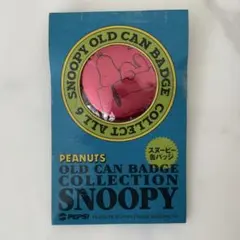 SNOOPY OLD CAN BADGE
COLLECT ALL 6
スヌーピー
缶バッジ
PEANUTS
OLD CAN BADGE
COLLECTION
SNOOPY
PEPSI